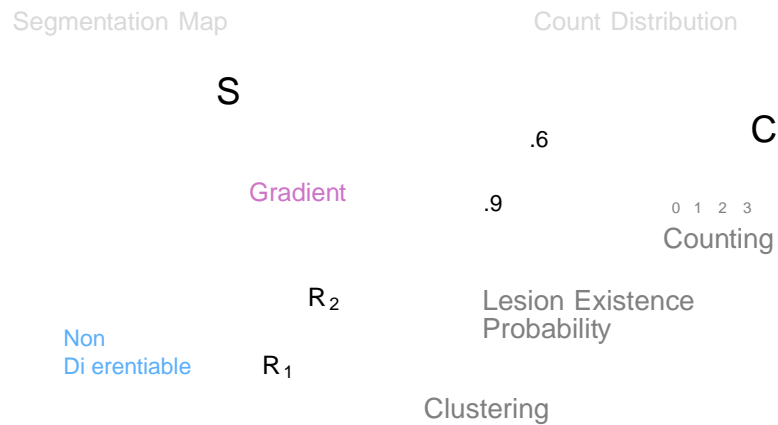 Segmentation Map
Count Distribution
S
.6
C
Gradient
.9
0 1 2 3
Counting
R2
Lesion Existence
Probability
Non
Di erentiable
R1
Clustering